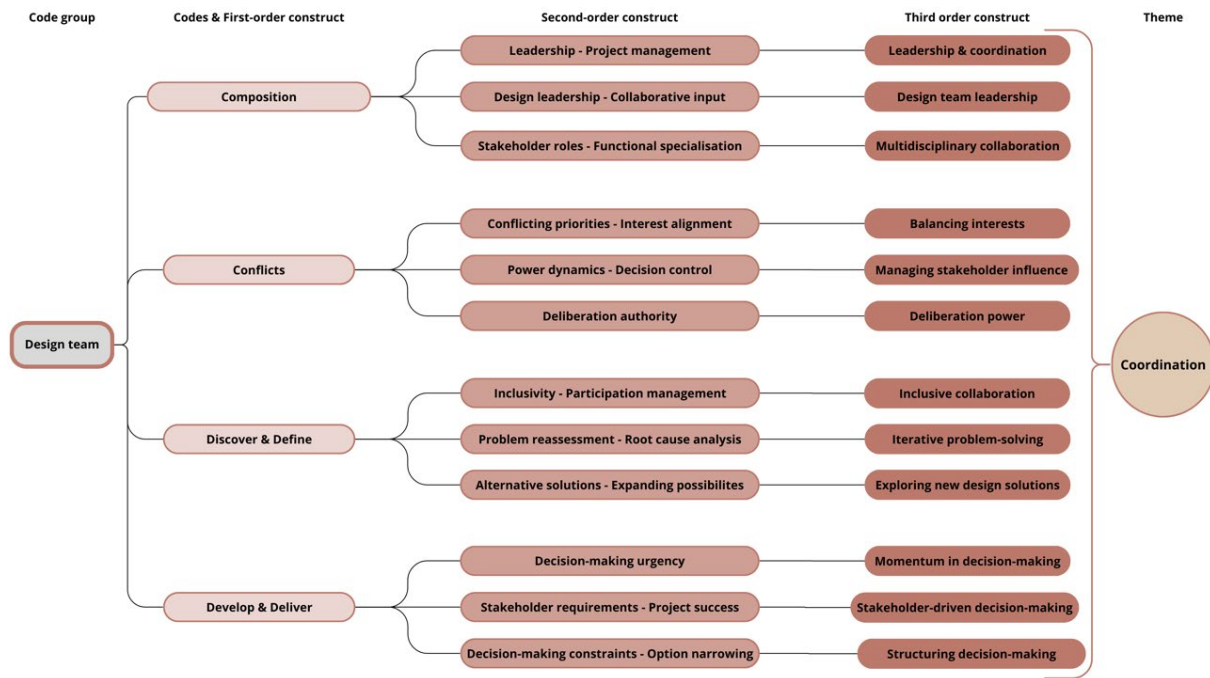 Code group
Codes & First-order construct
Second-order construct
Third order construct
Theme
Design team
Composition
Leadership - Project management
Leadership & coordination
Design leadership - Collaborative input
Design team leadership
Stakeholder roles - Functional specialisation
Multidisciplinary collaboration
Conflicts
Conflicting priorities - Interest alignment
Balancing interests
Power dynamics - Decision control
Managing stakeholder influence
Deliberation authority
Deliberation power
Discover & Define
Inclusivity - Participation management
Inclusive collaboration
Problem reassessment - Root cause analysis
Iterative problem-solving
Alternative solutions - Expanding possibilites
Exploring new design solutions
Develop & Deliver
Decision-making urgency
Momentum in decision-making
Stakeholder requirements - Project success
Stakeholder-driven decision-making
Decision-making constraints - Option narrowing
Structuring decision-making
Coordination